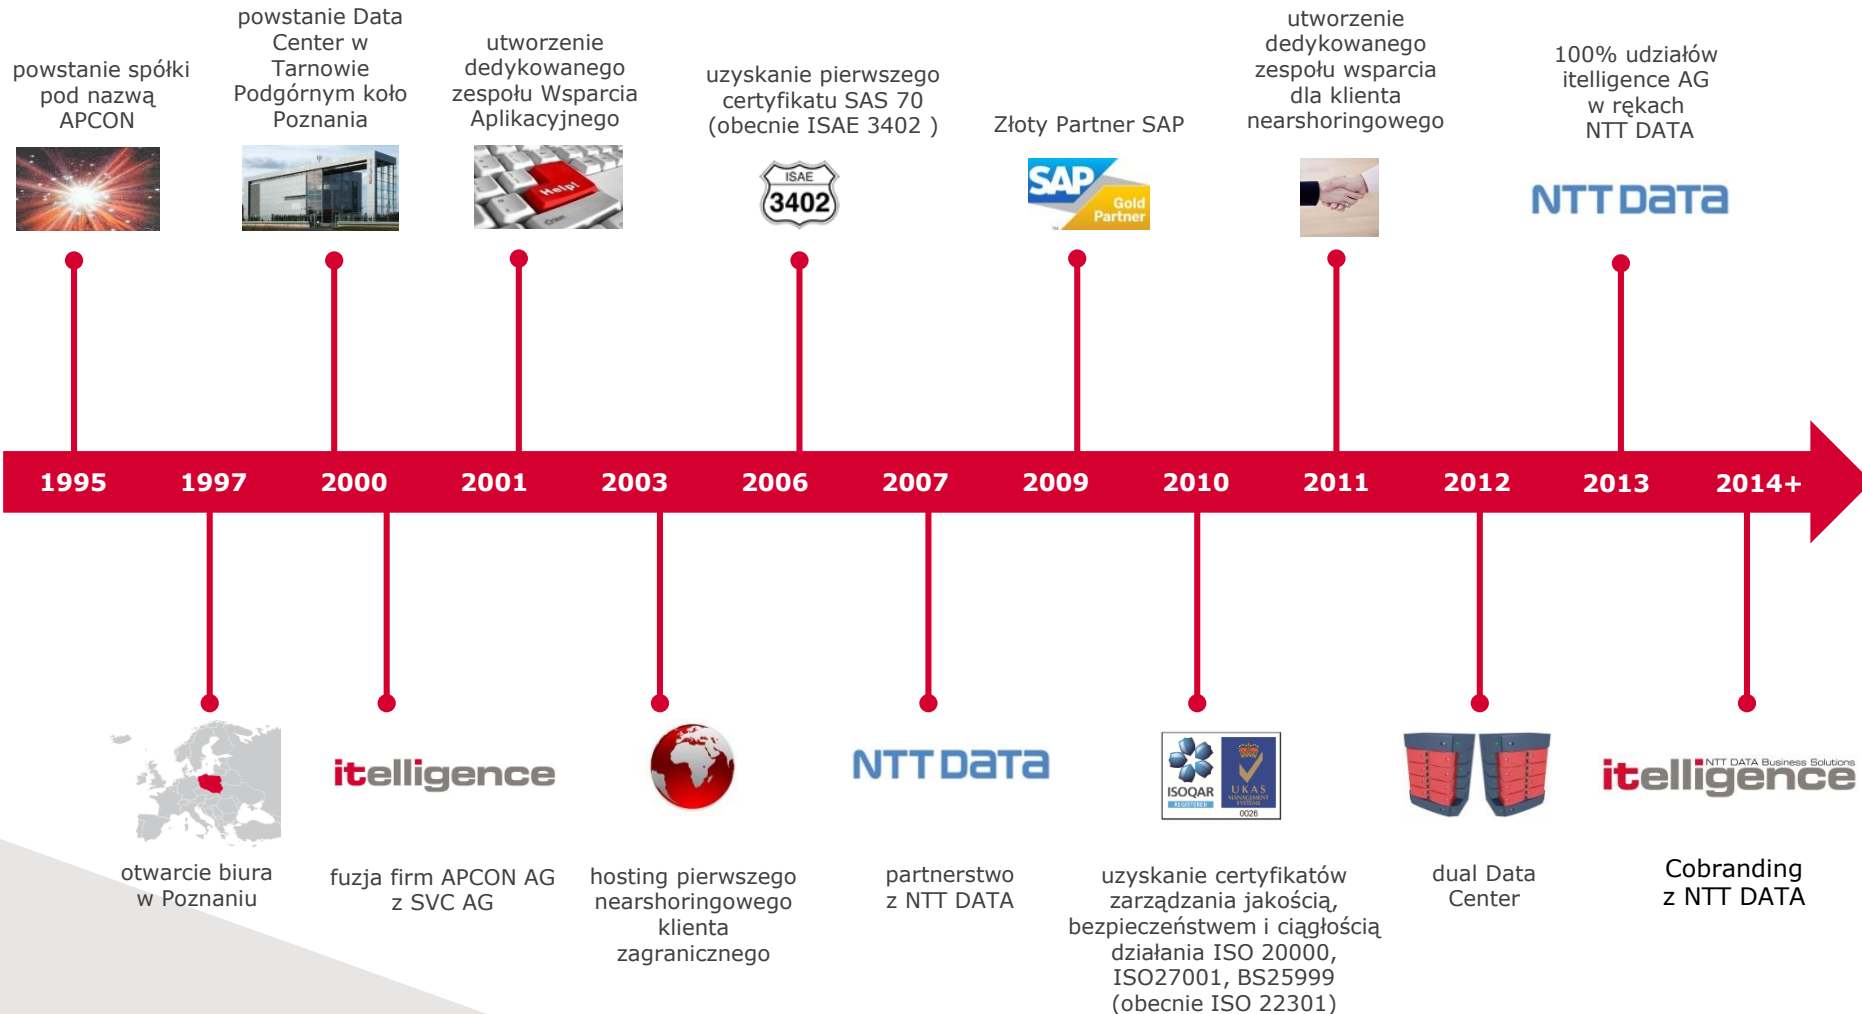 powstanie spółki
pod nazwą
APCON
powstanie Data
Center w
Tarnowie
Podgórnym koło
Poznania
utworzenie
dedykowanego
zespołu Wsparcia
Aplikacyjnego
Help!
uzyskanie pierwszego
certyfikatu SAS 70
(obecnie ISAE 3402 )
ISAE
3402
Złoty Partner SAP
SAP
Gold
Partner
utworzenie
dedykowanego
zespołu wsparcia
dla klienta
nearshoringowego
100% udziałów
itelligence AG
w rękach
NTT DATA
NTT DATA
1995 1997 2000 2001 2003 2006 2007 2009 2010 2011 2012 2013 2014+
otwarcie biura
w Poznaniu
itelligence
fuzja firm APCON AG
z SVC AG
hosting pierwszego
nearshoringowego
klienta
zagranicznego
NTT DATA
partnerstwo
z NTT DATA
ISOQAR
REGISTERED
UKAS
MANAGEMENT
SYSTEMS
0026
uzyskanie certyfikatów
zarządzania jakością,
bezpieczeństwem i ciągłością
działania ISO 20000,
ISO27001, BS25999
(obecnie ISO 22301)
dual Data
Center
NTT DATA Business Solutions
itelligence
Cobranding
z NTT DATA